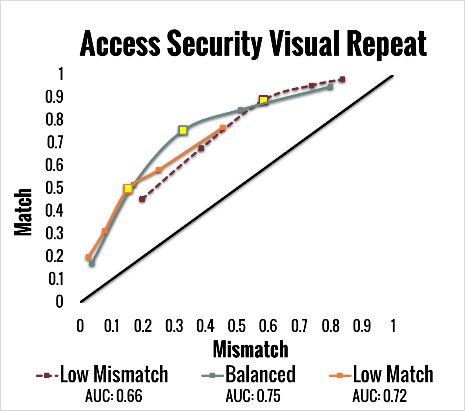 Access Security Visual Repeat
1
0.9
0.8
0.7
0.6
0.5
0.4
0.3
0.2
0.1
0
Match
0 0.1 0.2 0.3 0.4 0.5 0.6 0.7 0.8 0.9 1
Mismatch
Low Mismatch Balanced Low Match
AUC: 0.66 AUC: 0.75 AUC: 0.72